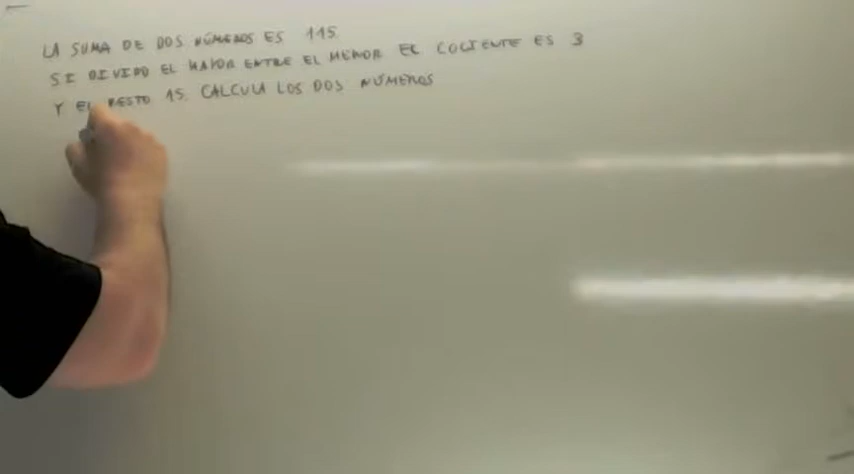 LA SUMA DE DOS NÚMEROS ES 115.
SI DIVIDO EL MAYOR ENTRE EL MENOR EL COCIENTE ES 3
Y EL RESTO 15. CALCULA LOS DOS NÚMEROS